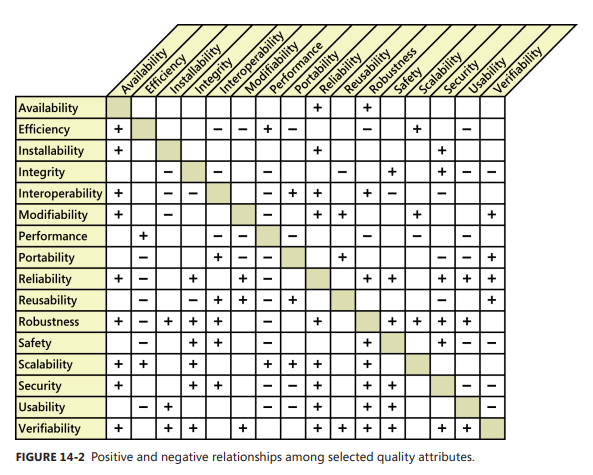 Availability Efficiency Installability Integrity Interoperability Modifiability Performance Portability Reliability Reusability Robustness Safety Scalability Security Usability Verifiability
Availability + +
Efficiency + − − + − − + −
Installability + + +
Integrity − − − − + + − −
Interoperability + − − − + + + − −
Modifiability + − − + + + +
Performance + − − − − − −
Portability − + − − + − − +
Reliability + − + + + + + + +
Reusability − − + + − + − +
Robustness + − + + + − + + + + +
Safety − + + − + + − −
Scalability + + + + + + +
Security + + + − − + + + − −
Usability − + − − + + + −
Verifiability + + + + + + + + + +
FIGURE 14-2 Positive and negative relationships among selected quality attributes.